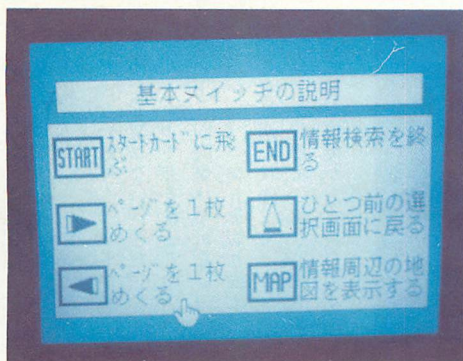 基本スイッチの説明
START
スタートカードに飛
ぶ
END
情報検索を終
る
ページを1枚
めくる
ひとつ前の選
択画面に戻る
ページを1枚
めくる
MAP
情報周辺の地
図を表示する